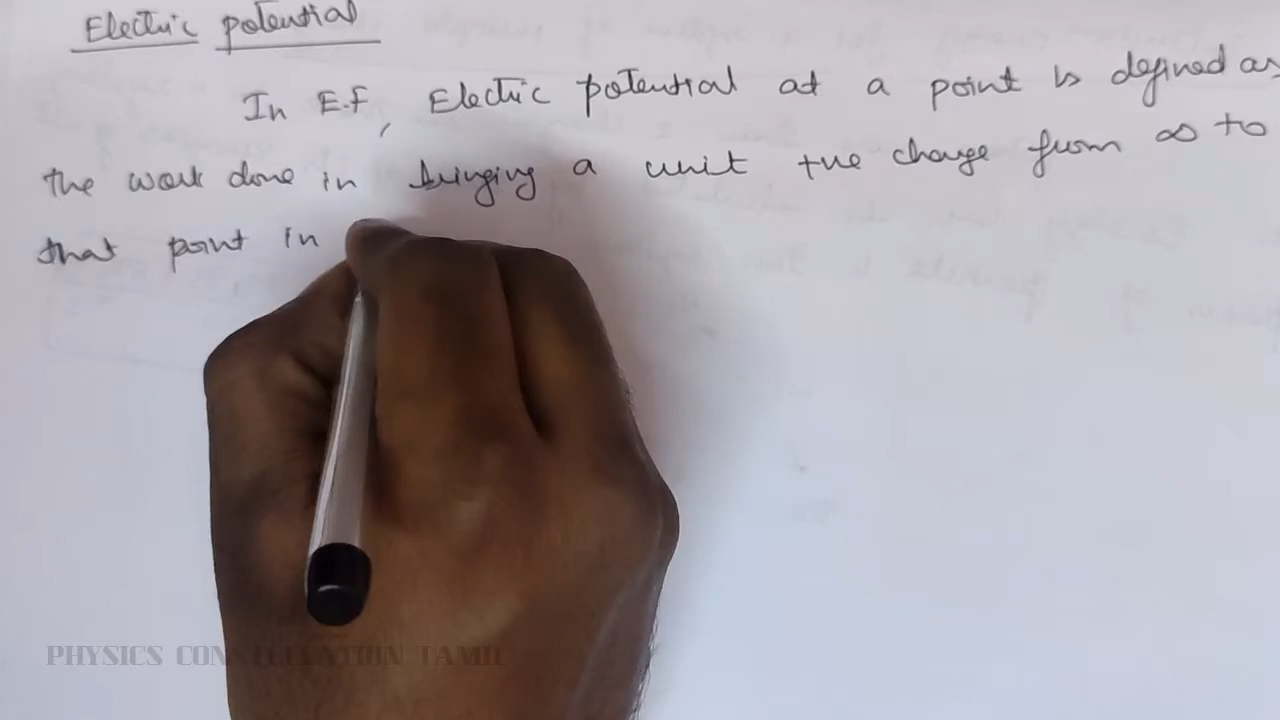 Electric potential
In E.F, Electric potential at a point is defined as
the work done in bringing a unit +ve charge from ∞ to
that point in
PHYSICS CONSTELLATION TAMIL